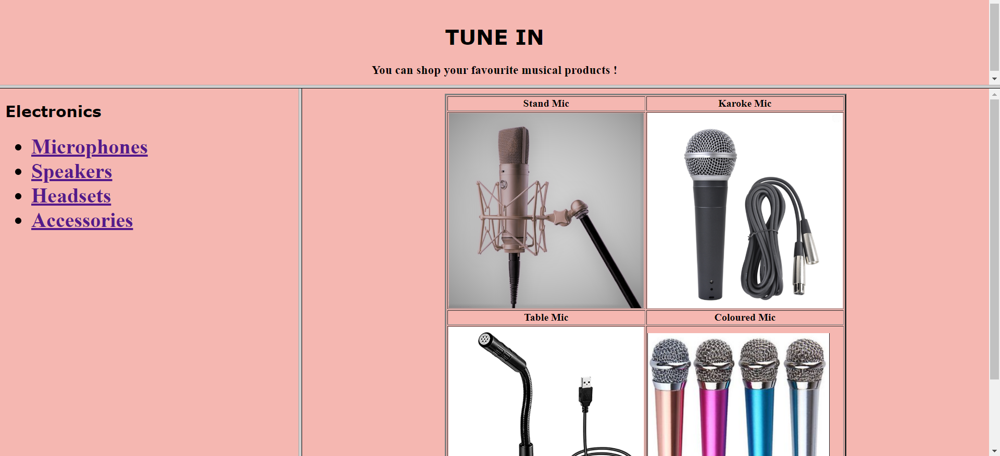 TUNE IN
You can shop your favourite musical products !
Electronics
Microphones
Speakers
Headsets
Accessories
Stand Mic
Karoke Mic
Table Mic
Coloured Mic